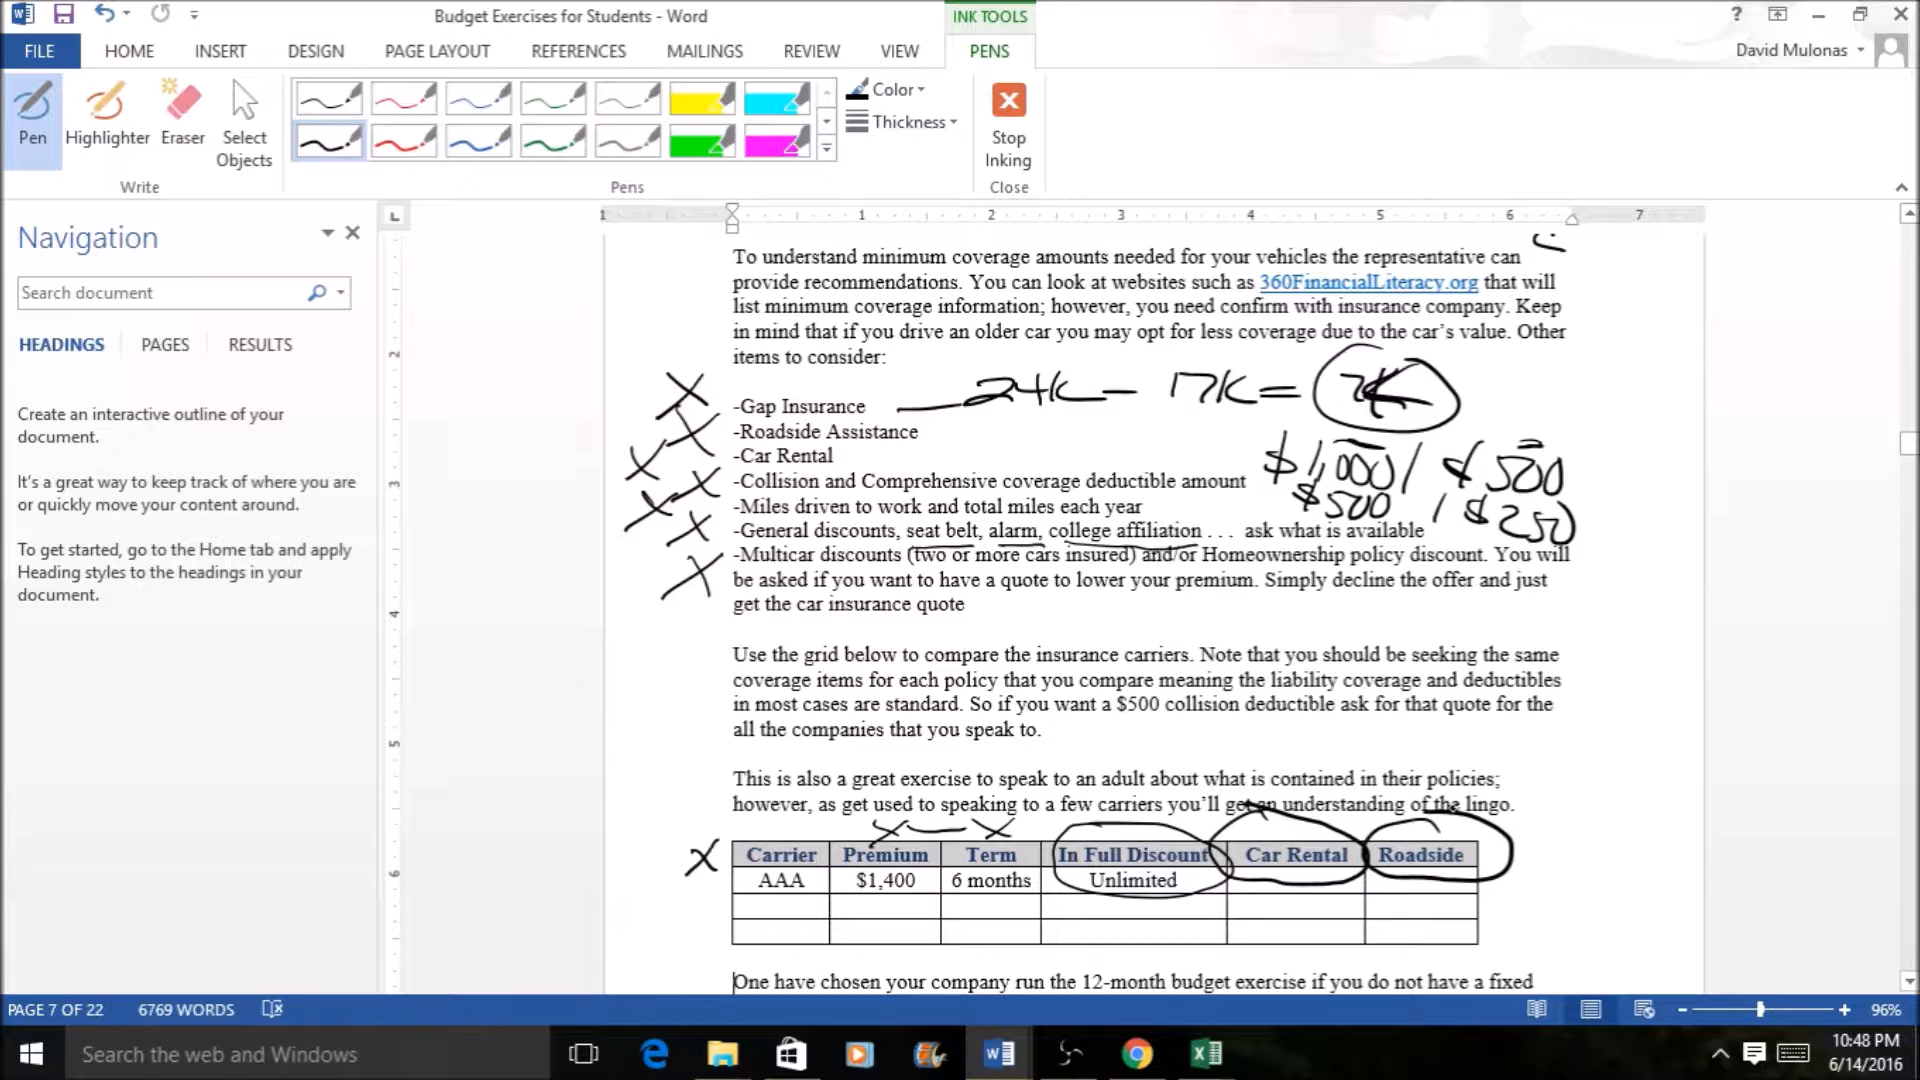 Budget Exercises for Students - Word
INK TOOLS
?
FILE
HOME
INSERT
DESIGN
PAGE LAYOUT
REFERENCES
MAILINGS
REVIEW
VIEW
PENS
David Mulonas
Pen
Highlighter
Eraser
Select Objects
Color
Thickness
Stop Inking
Write
Pens
Close
Navigation
Search document
HEADINGS
PAGES
RESULTS
Create an interactive outline of your
document.
It's a great way to keep track of where you are
or quickly move your content around.
To get started, go to the Home tab and apply
Heading styles to the headings in your
document.
L
1 1 2 3 4 5 6 7
2
3
4
5
6
To understand minimum coverage amounts needed for your vehicles the representative can
provide recommendations. You can look at websites such as 360FinancialLiteracy.org that will
list minimum coverage information; however, you need confirm with insurance company. Keep
in mind that if you drive an older car you may opt for less coverage due to the car's value. Other
items to consider:
X -Gap Insurance 24K - 17K = 7K
X -Roadside Assistance
X -Car Rental $1,000 / $500
X -Collision and Comprehensive coverage deductible amount
X -Miles driven to work and total miles each year $500 / $250
X -General discounts, seat belt, alarm, college affiliation . . . ask what is available
X -Multicar discounts (two or more cars insured) and/or Homeownership policy discount. You will
be asked if you want to have a quote to lower your premium. Simply decline the offer and just
get the car insurance quote
Use the grid below to compare the insurance carriers. Note that you should be seeking the same
coverage items for each policy that you compare meaning the liability coverage and deductibles
in most cases are standard. So if you want a $500 collision deductible ask for that quote for the
all the companies that you speak to.
This is also a great exercise to speak to an adult about what is contained in their policies;
however, as get used to speaking to a few carriers you'll get an understanding of the lingo.
X — X
X Carrier Premium Term In Full Discount Car Rental Roadside
AAA $1,400 6 months Unlimited
One have chosen your company run the 12-month budget exercise if you do not have a fixed
PAGE 7 OF 22
6769 WORDS
96%
Search the web and Windows
10:48 PM
6/14/2016